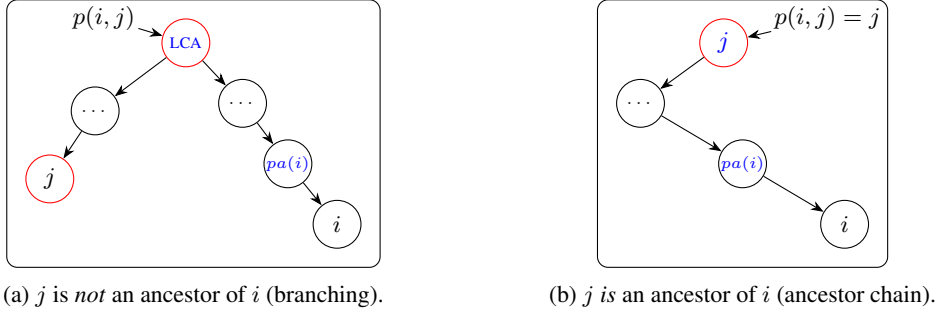 p(i, j)
LCA
· · ·
· · ·
j
pa(i)
i
(a) j is not an ancestor of i (branching).
p(i, j) = j
j
· · ·
pa(i)
i
(b) j is an ancestor of i (ancestor chain).